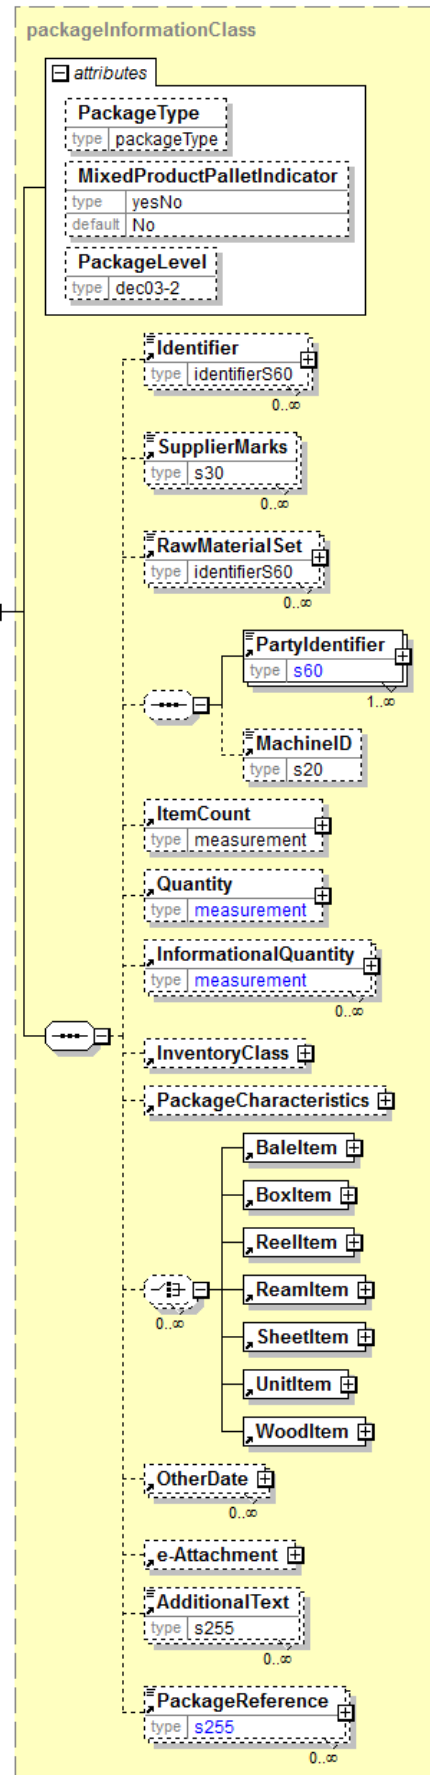 packageInformationClass
attributes
PackageType
type packageType
MixedProductPalletIndicator
type yesNo
default No
PackageLevel
type dec03-2
Identifier
type identifierS60
0..∞
SupplierMarks
type s30
0..∞
RawMaterialSet
type identifierS60
0..∞
PartyIdentifier
type s60
1..∞
MachineID
type s20
ItemCount
type measurement
Quantity
type measurement
InformationalQuantity
type measurement
0..∞
InventoryClass
PackageCharacteristics
BaleItem
BoxItem
ReelItem
ReamItem
0..∞
SheetItem
UnitItem
WoodItem
OtherDate
0..∞
e-Attachment
AdditionalText
type s255
0..∞
PackageReference
type s255
0..∞